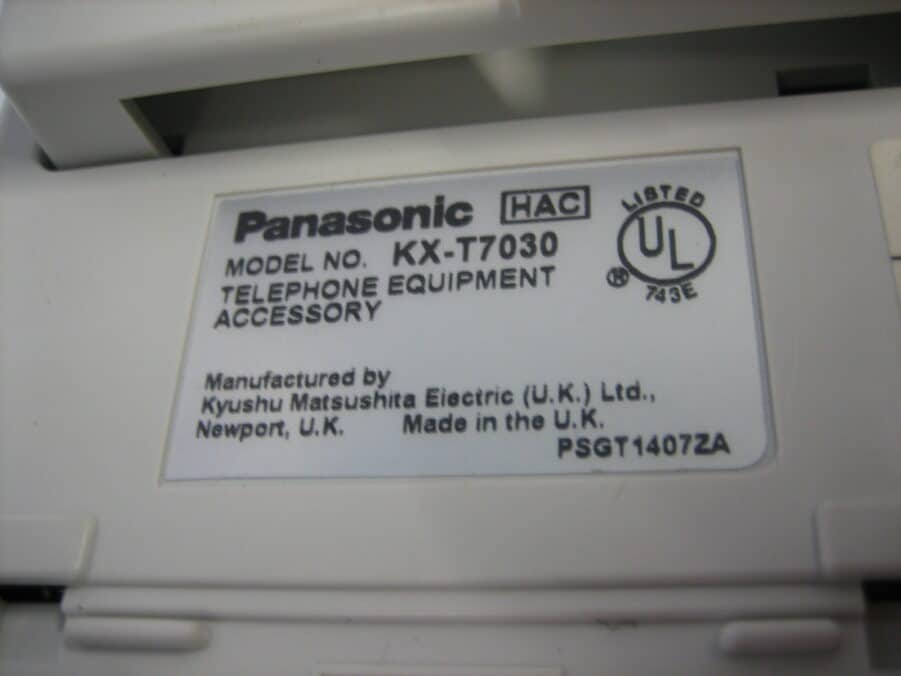 Panasonic HAC
MODEL NO. KX-T7030
TELEPHONE EQUIPMENT
ACCESSORY
LISTED
UL
®
743E
Manufactured by
Kyushu Matsushita Electric (U.K.) Ltd.,
Newport, U.K. Made in the U.K.
PSGT1407ZA